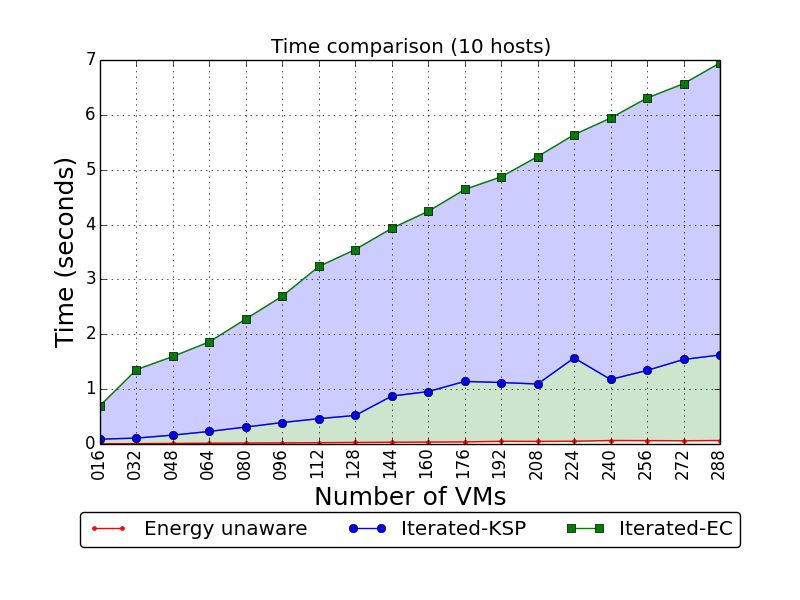 Time comparison (10 hosts)
7
6
5
4
3
2
1
0
Time (seconds)
016 032 048 064 080 096 112 128 144 160 176 192 208 224 240 256 272 288
Number of VMs
Energy unaware Iterated-KSP Iterated-EC